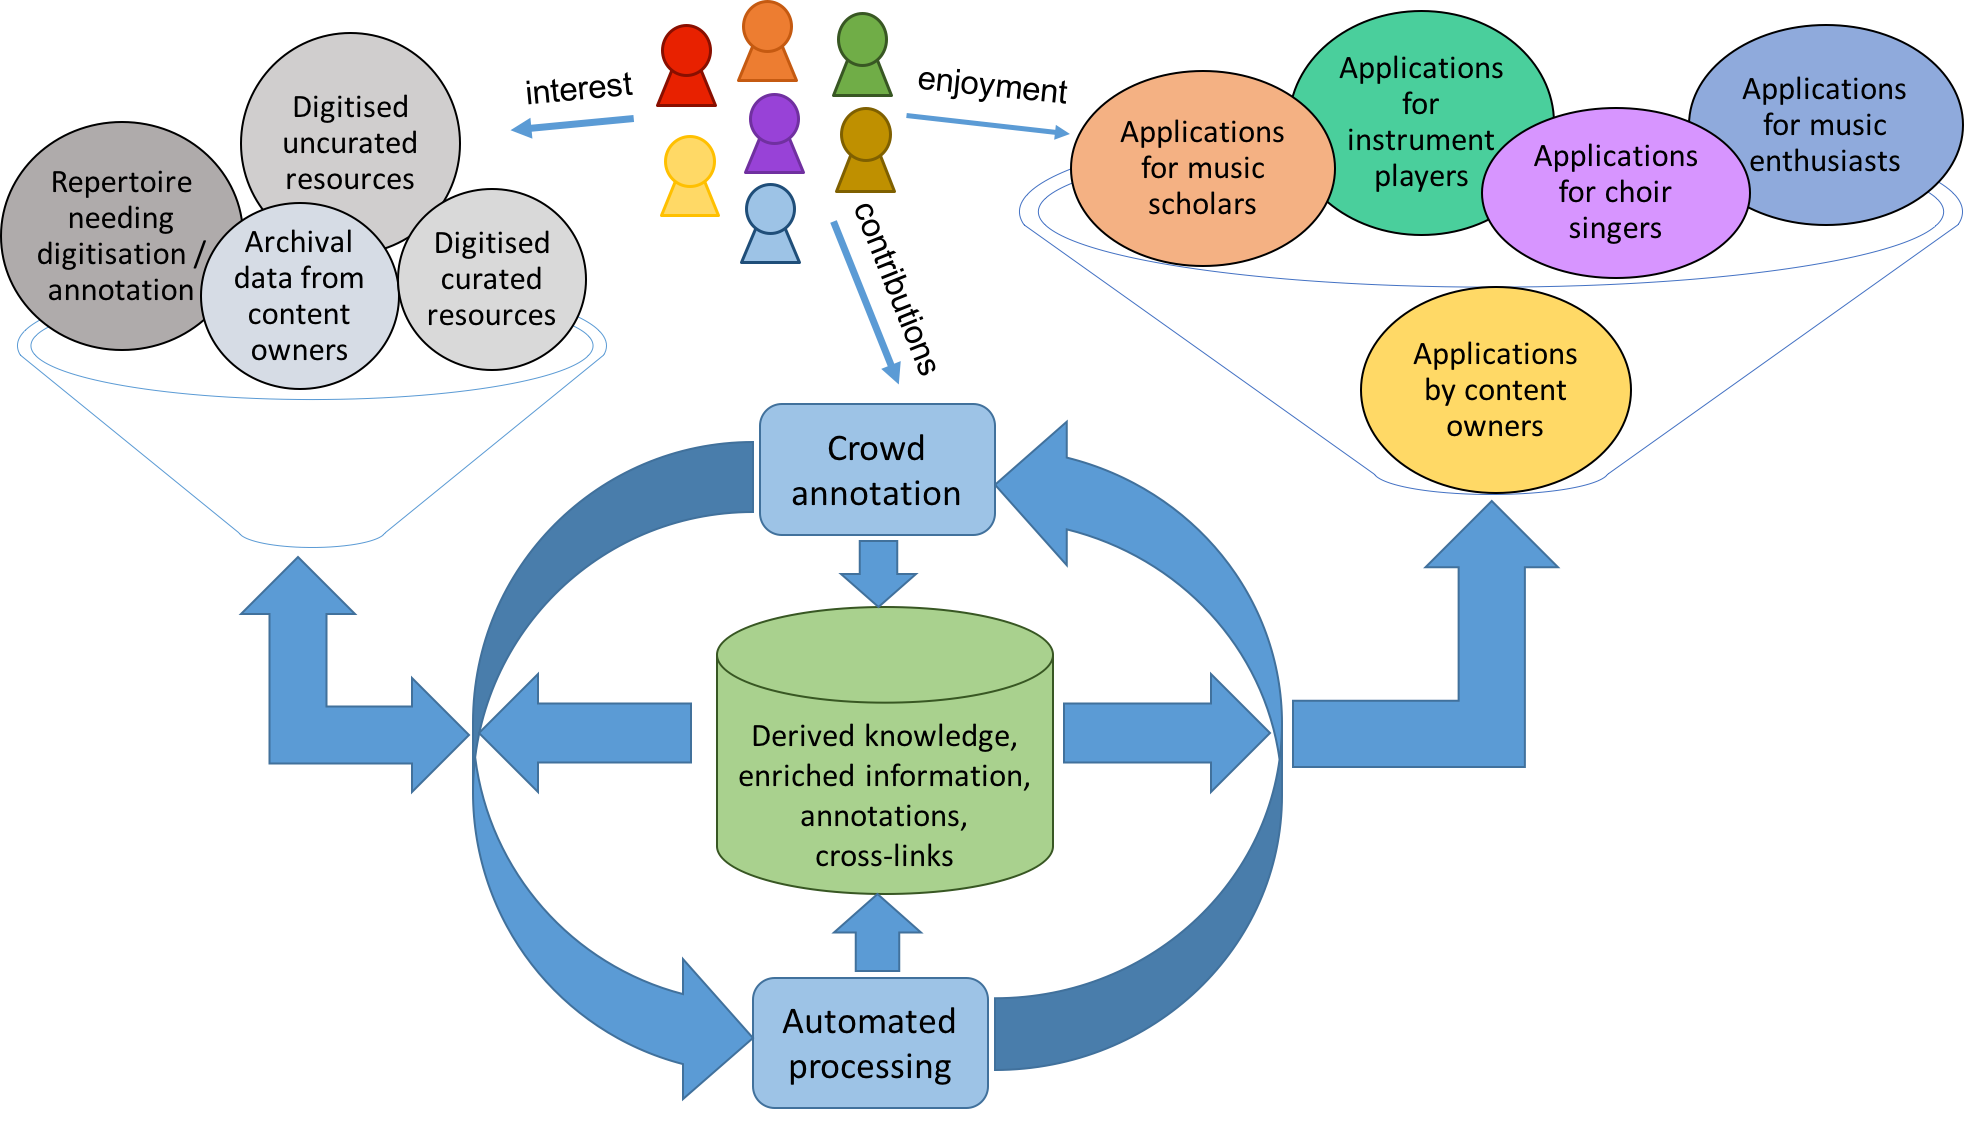 Digitised
uncurated
resources
Repertoire
needing
digitisation /
annotation
Archival
data from
content
owners
Digitised
curated
resources
interest
enjoyment
contributions
Applications
for music
scholars
Applications
for
instrument
players
Applications
for choir
singers
Applications
for music
enthusiasts
Applications
by content
owners
Crowd
annotation
Derived knowledge,
enriched information,
annotations,
cross-links
Automated
processing